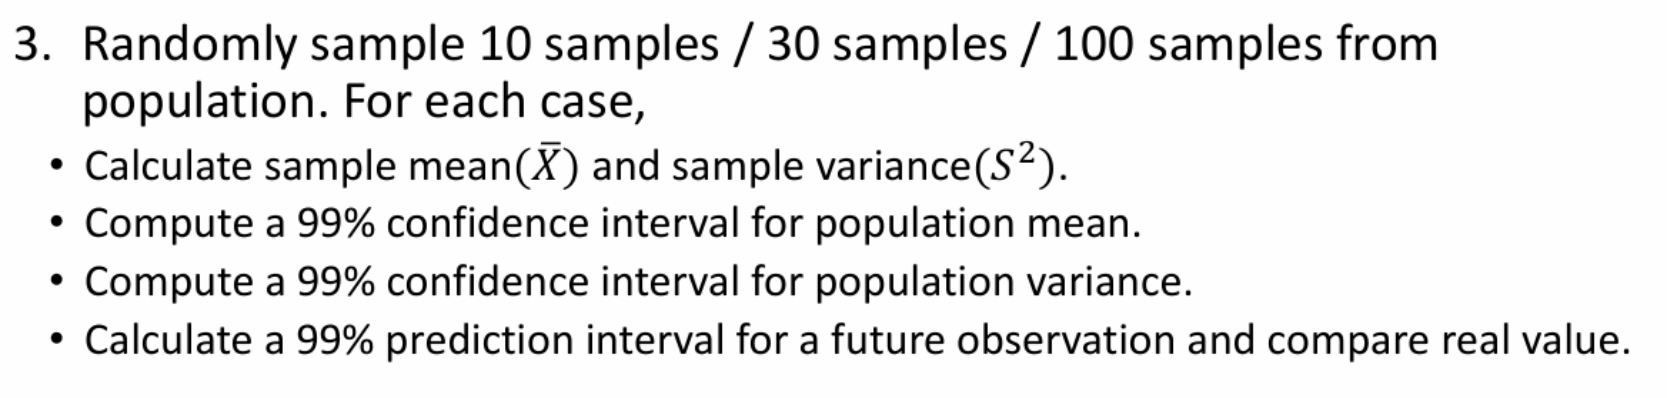 3. Randomly sample 10 samples / 30 samples / 100 samples from
population. For each case,
• Calculate sample mean(X̄) and sample variance(S²).
• Compute a 99% confidence interval for population mean.
• Compute a 99% confidence interval for population variance.
• Calculate a 99% prediction interval for a future observation and compare real value.